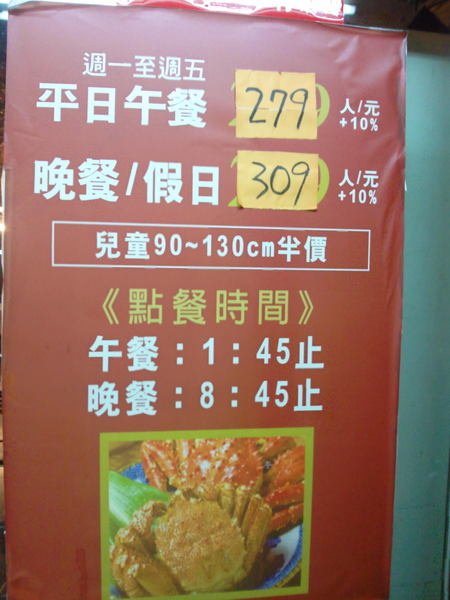 週一至週五
平日午餐 279 人/元 +10%
晚餐/假日 309 人/元 +10%
兒童90~130cm半價
《點餐時間》
午餐：1：45止
晚餐：8：45止